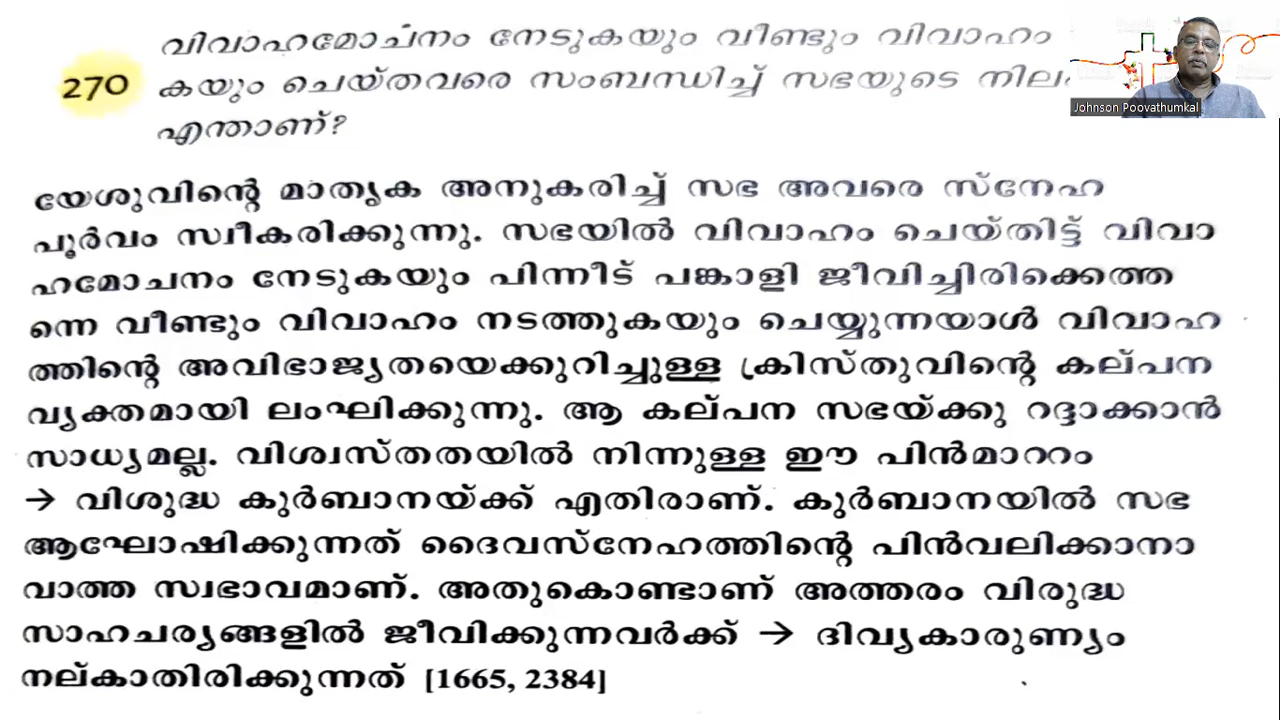 വിവാഹമോചനം നേടുകയും വീണ്ടും വിവാഹം
270 കയും ചെയ്തവരെ സംബന്ധിച്ച് സഭയുടെ
എന്താണ്?
Johnson Poovathumkal
യേശുവിന്റെ മാതൃക അനുകരിച്ച് സഭ അവരെ സ്നേഹ
പൂർവം സ്വീകരിക്കുന്നു. സഭയിൽ വിവാഹം ചെയ്തിട്ട് വിവാ
ഹമോചനം നേടുകയും പിന്നീട് പങ്കാളി ജീവിച്ചിരിക്കെത്ത
ന്നെ വീണ്ടും വിവാഹം നടത്തുകയും ചെയ്യുന്നയാൾ വിവാഹ
ത്തിന്റെ അവിഭാജ്യതയെക്കുറിച്ചുള്ള ക്രിസ്തുവിന്റെ കല്പന
വ്യക്തമായി ലംഘിക്കുന്നു. ആ കല്പന സഭയ്ക്കു റദ്ദാക്കാൻ
സാധ്യമല്ല. വിശ്വസ്തതയിൽ നിന്നുള്ള ഈ പിൻമാറ്റം
→ വിശുദ്ധ കുർബാനയ്ക്ക് എതിരാണ്. കുർബാനയിൽ സഭ
ആഘോഷിക്കുന്നത് ദൈവസ്നേഹത്തിന്റെ പിൻവലിക്കാനാ
വാത്ത സ്വഭാവമാണ്. അതുകൊണ്ടാണ് അത്തരം വിരുദ്ധ
സാഹചര്യങ്ങളിൽ ജീവിക്കുന്നവർക്ക് → ദിവ്യകാരുണ്യം
നല്കാതിരിക്കുന്നത് [1665, 2384]